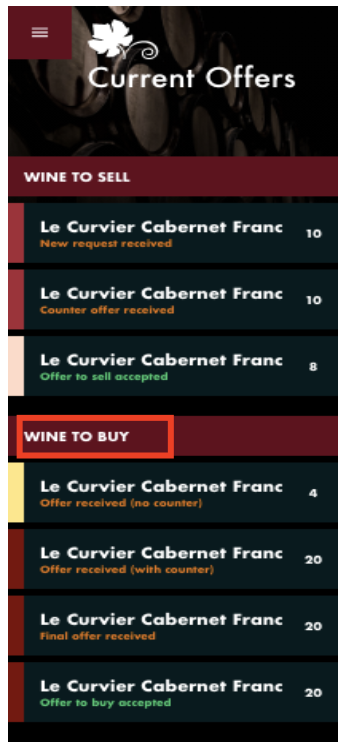 Current Offers
WINE TO SELL
Le Curvier Cabernet Franc 10
New request received
Le Curvier Cabernet Franc 10
Counter offer received
Le Curvier Cabernet Franc 8
Offer to sell accepted
WINE TO BUY
Le Curvier Cabernet Franc 4
Offer received (no counter)
Le Curvier Cabernet Franc 20
Offer received (with counter)
Le Curvier Cabernet Franc 20
Final offer received
Le Curvier Cabernet Franc 20
Offer to buy accepted